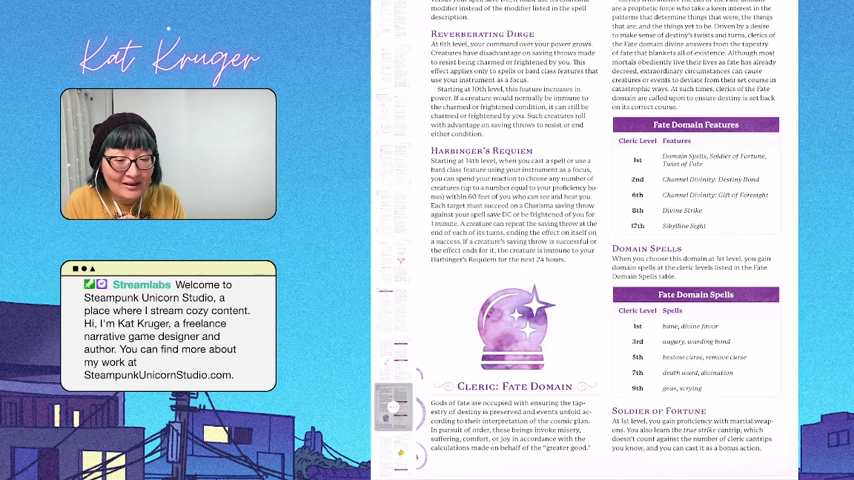 Kat Kruger
Streamlabs Welcome to
Steampunk Unicorn Studio, a
place where I stream cozy content.
Hi, I'm Kat Kruger, a freelance
narrative game designer and
author. You can find more about
my work at
SteampunkUnicornStudio.com.
modifier instead of the modifier listed in the spell
description.
REVERBERATING DIRGE
At 6th level, your command over your power grows.
Creatures have disadvantage on saving throws made
to resist being charmed or frightened by you. This
effect applies only to spells or bard class features that
use your instrument as a focus.
Starting at 10th level, this feature increases in
power. If a creature would normally be immune to
the charmed or frightened condition, it can still be
charmed or frightened by you. Such creatures roll
with advantage on saving throws to resist or end
either condition.
HARBINGER'S REQUIEM
Starting at 14th level, when you cast a spell or use a
bard class feature using your instrument as a focus,
you can spend your reaction to choose any number of
creatures (up to a number equal to your proficiency bo-
nus) within 60 feet of you who can see and hear you.
Each target must succeed on a Charisma saving throw
against your spell save DC or be frightened of you for
1 minute. A creature can repeat the saving throw at the
end of each of its turns, ending the effect on itself on
a success. If a creature's saving throw is successful or
the effect ends for it, the creature is immune to your
Harbinger's Requiem for the next 24 hours.
CLERIC: FATE DOMAIN
Gods of fate are occupied with ensuring the tap-
estry of destiny is preserved and events unfold ac-
cording to their interpretation of the cosmic plan.
In pursuit of order, these beings invoke misery,
suffering, comfort, or joy in accordance with the
calculations made on behalf of the "greater good."
are a prophetic force who take a keen interest in the
patterns that determine things that were, the things
that are, and the things yet to be. Driven by a desire
to make sense of destiny's twists and turns, clerics of
the Fate domain divine answers from the tapestry
of fate that blankets all of existence. Although most
mortals obediently live their lives as fate has already
decreed, extraordinary circumstances can cause
creatures or events to deviate from their set course in
catastrophic ways. At such times, clerics of the Fate
domain are called upon to ensure destiny is set back
on its correct course.
Fate Domain Features
Cleric Level Features
1st Domain Spells, Soldier of Fortune,
Twist of Fate
2nd Channel Divinity: Destiny Bond
6th Channel Divinity: Gift of Foresight
8th Divine Strike
17th Sibylline Sight
DOMAIN SPELLS
When you choose this domain at 1st level, you gain
domain spells at the cleric levels listed in the Fate
Domain Spells table.
Fate Domain Spells
Cleric Level Spells
1st bane, divine favor
3rd augury, warding bond
5th bestow curse, remove curse
7th death ward, divination
9th geas, scrying
SOLDIER OF FORTUNE
At 1st level, you gain proficiency with martial weap-
ons. You also learn the true strike cantrip, which
doesn't count against the number of cleric cantrips
you know, and you can cast it as a bonus action.